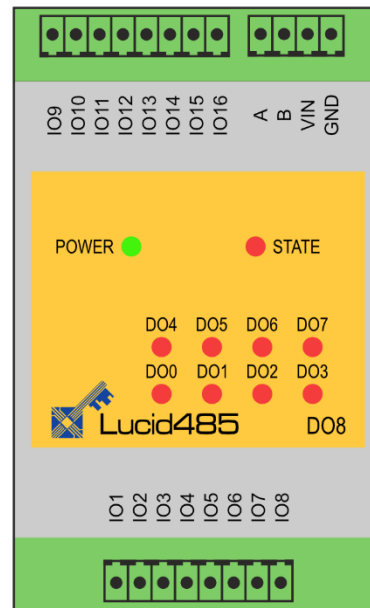 IO9 IO10 IO11 IO12 IO13 IO14 IO15 IO16 A B VIN GND
POWER STATE
DO4 DO5 DO6 DO7
DO0 DO1 DO2 DO3
Lucid485 DO8
IO1 IO2 IO3 IO4 IO5 IO6 IO7 IO8